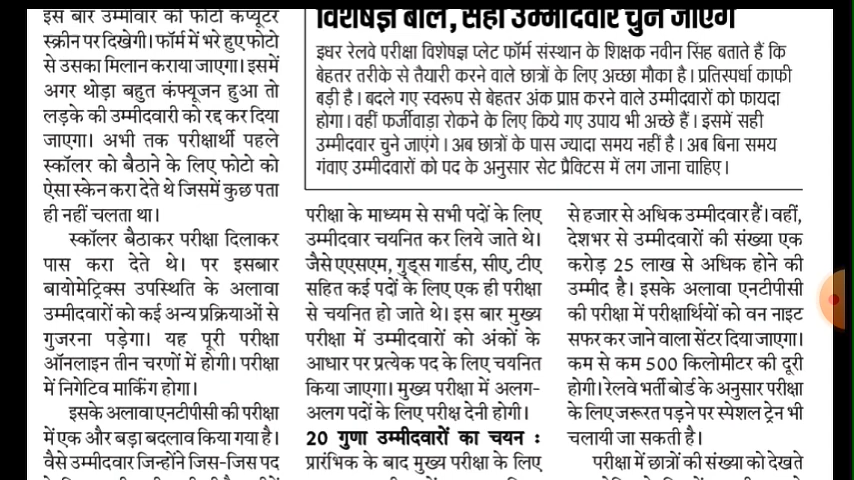 इस बार उम्मीवार की फोटो कंप्यूटर
स्क्रीन पर दिखेगी। फॉर्म में भरे हुए फोटो
से उसका मिलान कराया जाएगा। इसमें
अगर थोड़ा बहुत कंफ्यूजन हुआ तो
लड़के की उम्मीदवारी को रद्द कर दिया
जाएगा। अभी तक परीक्षार्थी पहले
स्कॉलर को बैठाने के लिए फोटो को
ऐसा स्केन करा देते थे जिसमें कुछ पता
ही नहीं चलता था।
स्कॉलर बैठाकर परीक्षा दिलाकर
पास करा देते थे। पर इसबार
बायोमेट्रिक्स उपस्थिति के अलावा
उम्मीदवारों को कई अन्य प्रक्रियाओं से
गुजरना पड़ेगा। यह पूरी परीक्षा
ऑनलाइन तीन चरणों में होगी। परीक्षा
में निगेटिव मार्किंग होगा।
इसके अलावा एनटीपीसी की परीक्षा
में एक और बड़ा बदलाव किया गया है।
वैसे उम्मीदवार जिन्होंने जिस-जिस पद
विशेषज्ञ बोले, सही उम्मीदवार चुने जाएंगे
इधर रेलवे परीक्षा विशेषज्ञ प्लेट फॉर्म संस्थान के शिक्षक नवीन सिंह बताते हैं कि
बेहतर तरीके से तैयारी करने वाले छात्रों के लिए अच्छा मौका है। प्रतिस्पर्धा काफी
बड़ी है। बदले गए स्वरूप से बेहतर अंक प्राप्त करने वाले उम्मीदवारों को फायदा
होगा। वहीं फर्जीवाड़ा रोकने के लिए किये गए उपाय भी अच्छे हैं। इसमें सही
उम्मीदवार चुने जाएंगे। अब छात्रों के पास ज्यादा समय नहीं है। अब बिना समय
गंवाए उम्मीदवारों को पद के अनुसार सेट प्रैक्टिस में लग जाना चाहिए।
परीक्षा के माध्यम से सभी पदों के लिए
उम्मीदवार चयनित कर लिये जाते थे।
जैसे एएसएम, गुड्स गार्डस, सीए, टीए
सहित कई पदों के लिए एक ही परीक्षा
से चयनित हो जाते थे। इस बार मुख्य
परीक्षा में उम्मीदवारों को अंकों के
आधार पर प्रत्येक पद के लिए चयनित
किया जाएगा। मुख्य परीक्षा में अलग-
अलग पदों के लिए परीक्ष देनी होगी।
20 गुणा उम्मीदवारों का चयन :
प्रारंभिक के बाद मुख्य परीक्षा के लिए
से हजार से अधिक उम्मीदवार हैं। वहीं,
देशभर से उम्मीदवारों की संख्या एक
करोड़ 25 लाख से अधिक होने की
उम्मीद है। इसके अलावा एनटीपीसी
की परीक्षा में परीक्षार्थियों को वन नाइट
सफर कर जाने वाला सेंटर दिया जाएगा।
कम से कम 500 किलोमीटर की दूरी
होगी। रेलवे भर्ती बोर्ड के अनुसार परीक्षा
के लिए जरूरत पड़ने पर स्पेशल ट्रेन भी
चलायी जा सकती है।
परीक्षा में छात्रों की संख्या को देखते